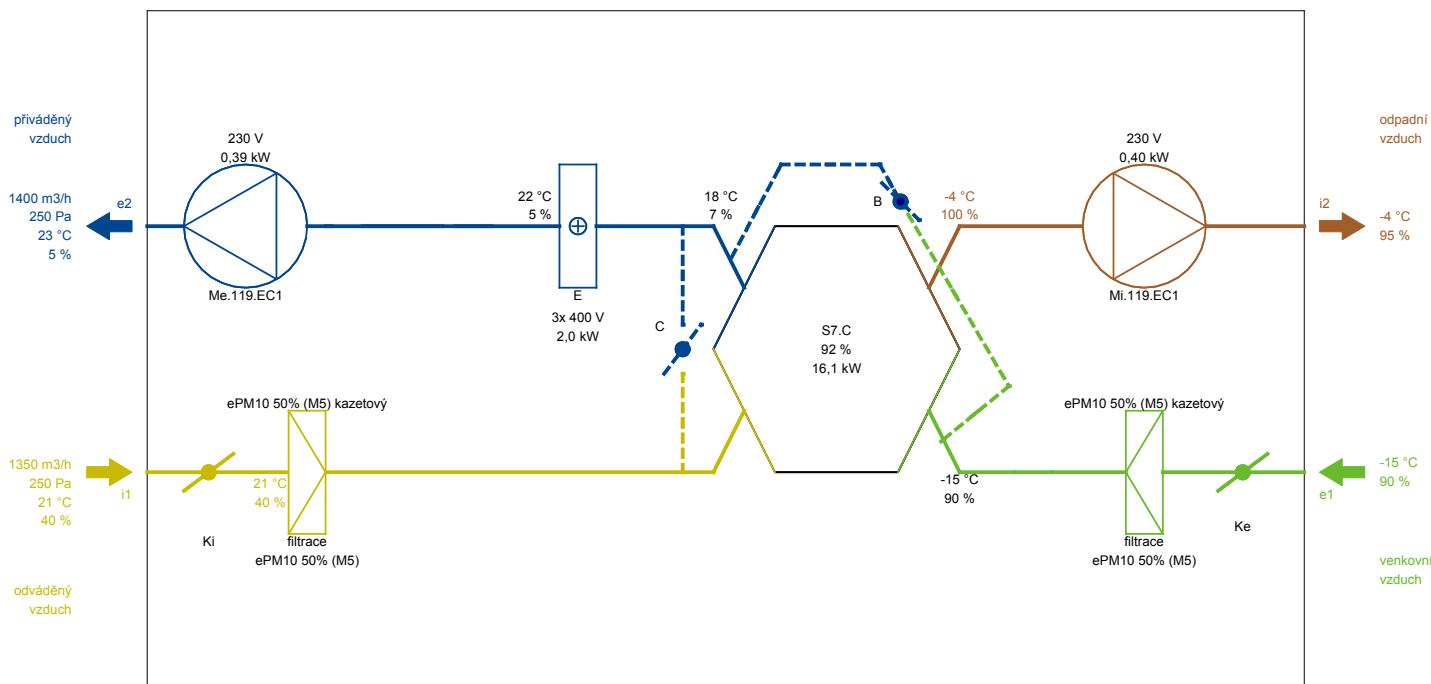 přiváděný
vzduch
1400 m3/h
250 Pa
23 °C
5 %
e2
230 V
0,39 kW
Me.119.EC1
22 °C
5 %
E
3x 400 V
2,0 kW
18 °C
7 %
C
B
-4 °C
100 %
230 V
0,40 kW
Mi.119.EC1
odpadní
vzduch
i2
-4 °C
95 %
S7.C
92 %
16,1 kW
1350 m3/h
250 Pa
21 °C
40 %
i1
Ki
ePM10 50% (M5) kazetový
21 °C
40 %
filtrace
ePM10 50% (M5)
odváděný
vzduch
-15 °C
90 %
ePM10 50% (M5) kazetový
filtrace
ePM10 50% (M5)
Ke
e1
-15 °C
90 %
venkovní
vzduch